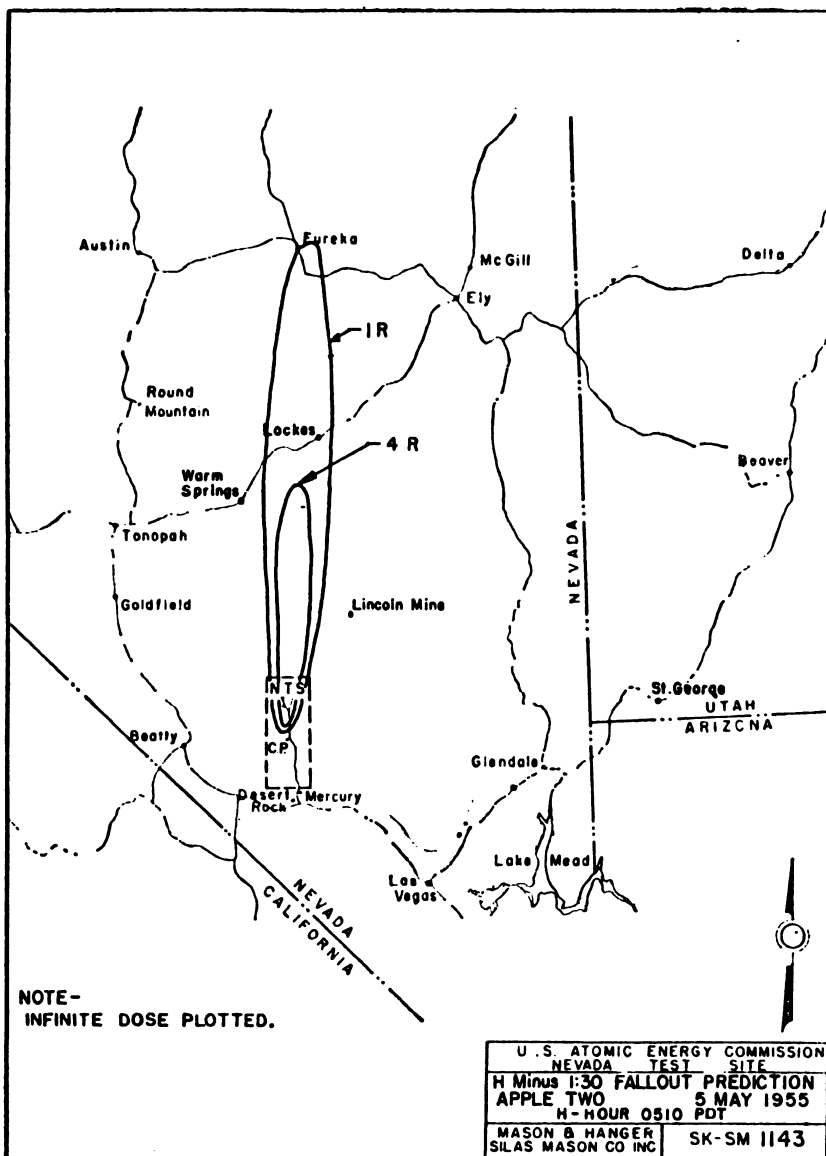 Austin
Eureka
McGill
Delta
Ely
1R
Round
Mountain
Lockes
4 R
Warm
Springs
Beaver
Tonopah
NEVADA
Goldfield
Lincoln Mine
N T S
St. George
UTAH
ARIZONA
Beatty
C.P.
Glendale
Desert
Rock
Mercury
Lake Mead
Las
Vegas
NEVADA
CALIFORNIA
NOTE-
INFINITE DOSE PLOTTED.
U.S. ATOMIC ENERGY COMMISSION
NEVADA TEST SITE
H Minus 1:30 FALLOUT PREDICTION
APPLE TWO 5 MAY 1955
H-HOUR 0510 PDT
MASON & HANGER
SILAS MASON CO INC
SK-SM 1143